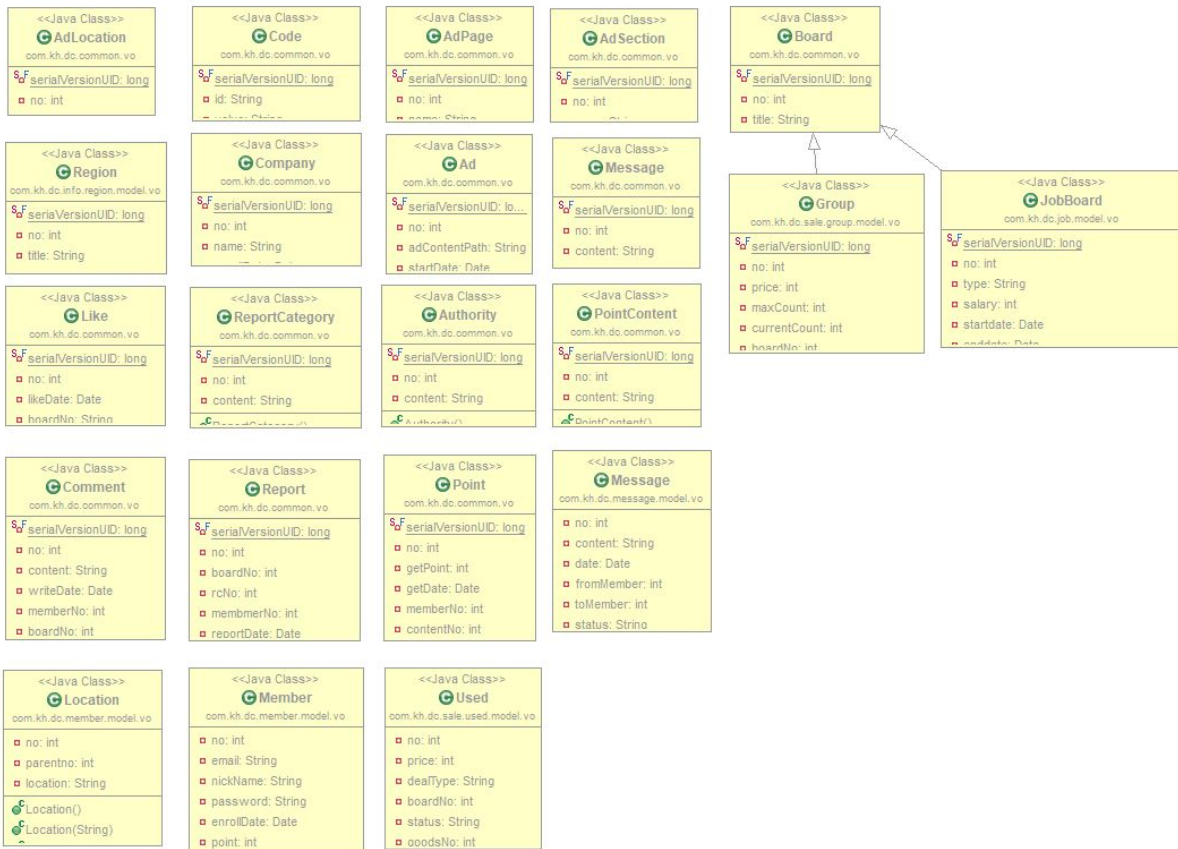 <<Java Class>>
AdLocation
com.kh.dc.common.vo
serialVersionUID: long
no: int
<<Java Class>>
Code
com.kh.dc.common.vo
serialVersionUID: long
id: String
value: String
<<Java Class>>
AdPage
com.kh.dc.common.vo
serialVersionUID: long
no: int
name: String
<<Java Class>>
AdSection
com.kh.dc.common.vo
serialVersionUID: long
no: int
<<Java Class>>
Board
com.kh.dc.common.vo
serialVersionUID: long
no: int
title: String
<<Java Class>>
Region
com.kh.dc.info.region.model.vo
serialVersionUID: long
no: int
title: String
<<Java Class>>
Company
com.kh.dc.common.vo
serialVersionUID: long
no: int
name: String
<<Java Class>>
Ad
com.kh.dc.common.vo
serialVersionUID: lo...
no: int
adContentPath: String
startDate: Date
<<Java Class>>
Message
com.kh.dc.common.vo
serialVersionUID: long
no: int
content: String
<<Java Class>>
Group
com.kh.dc.sale.group.model.vo
serialVersionUID: long
no: int
price: int
maxCount: int
currentCount: int
boardNo: int
<<Java Class>>
JobBoard
com.kh.dc.job.model.vo
serialVersionUID: long
no: int
type: String
salary: int
startdate: Date
enddate: Date
<<Java Class>>
Like
com.kh.dc.common.vo
serialVersionUID: long
no: int
likeDate: Date
boardNo: String
<<Java Class>>
ReportCategory
com.kh.dc.common.vo
serialVersionUID: long
no: int
content: String
ReportCategory()
<<Java Class>>
Authority
com.kh.dc.common.vo
serialVersionUID: long
no: int
content: String
Authority()
<<Java Class>>
PointContent
com.kh.dc.common.vo
serialVersionUID: long
no: int
content: String
PointContent()
<<Java Class>>
Comment
com.kh.dc.common.vo
serialVersionUID: long
no: int
content: String
writeDate: Date
memberNo: int
boardNo: int
<<Java Class>>
Report
com.kh.dc.common.vo
serialVersionUID: long
no: int
boardNo: int
rcNo: int
membmerNo: int
reportDate: Date
<<Java Class>>
Point
com.kh.dc.common.vo
serialVersionUID: long
no: int
getPoint: int
getDate: Date
memberNo: int
contentNo: int
<<Java Class>>
Message
com.kh.dc.message.model.vo
no: int
content: String
date: Date
fromMember: int
toMember: int
status: String
<<Java Class>>
Location
com.kh.dc.member.model.vo
no: int
parentno: int
location: String
Location()
Location(String)
<<Java Class>>
Member
com.kh.dc.member.model.vo
no: int
email: String
nickName: String
password: String
enrollDate: Date
point: int
<<Java Class>>
Used
com.kh.dc.sale.used.model.vo
no: int
price: int
dealType: String
boardNo: int
status: String
goodsNo: int